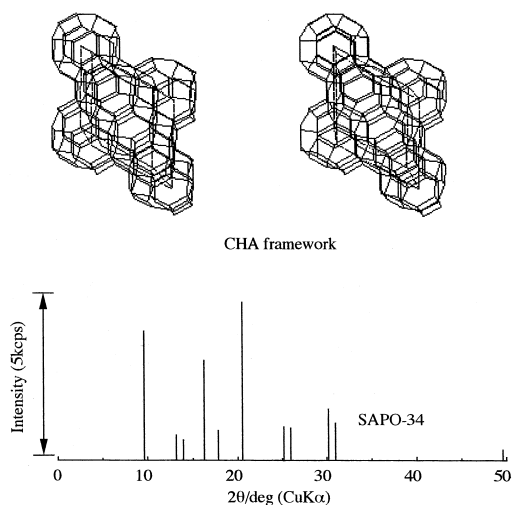 CHA framework
Intensity (5kcps)
SAPO-34
0 10 20 30 40 50
2θ/deg (CuKα)